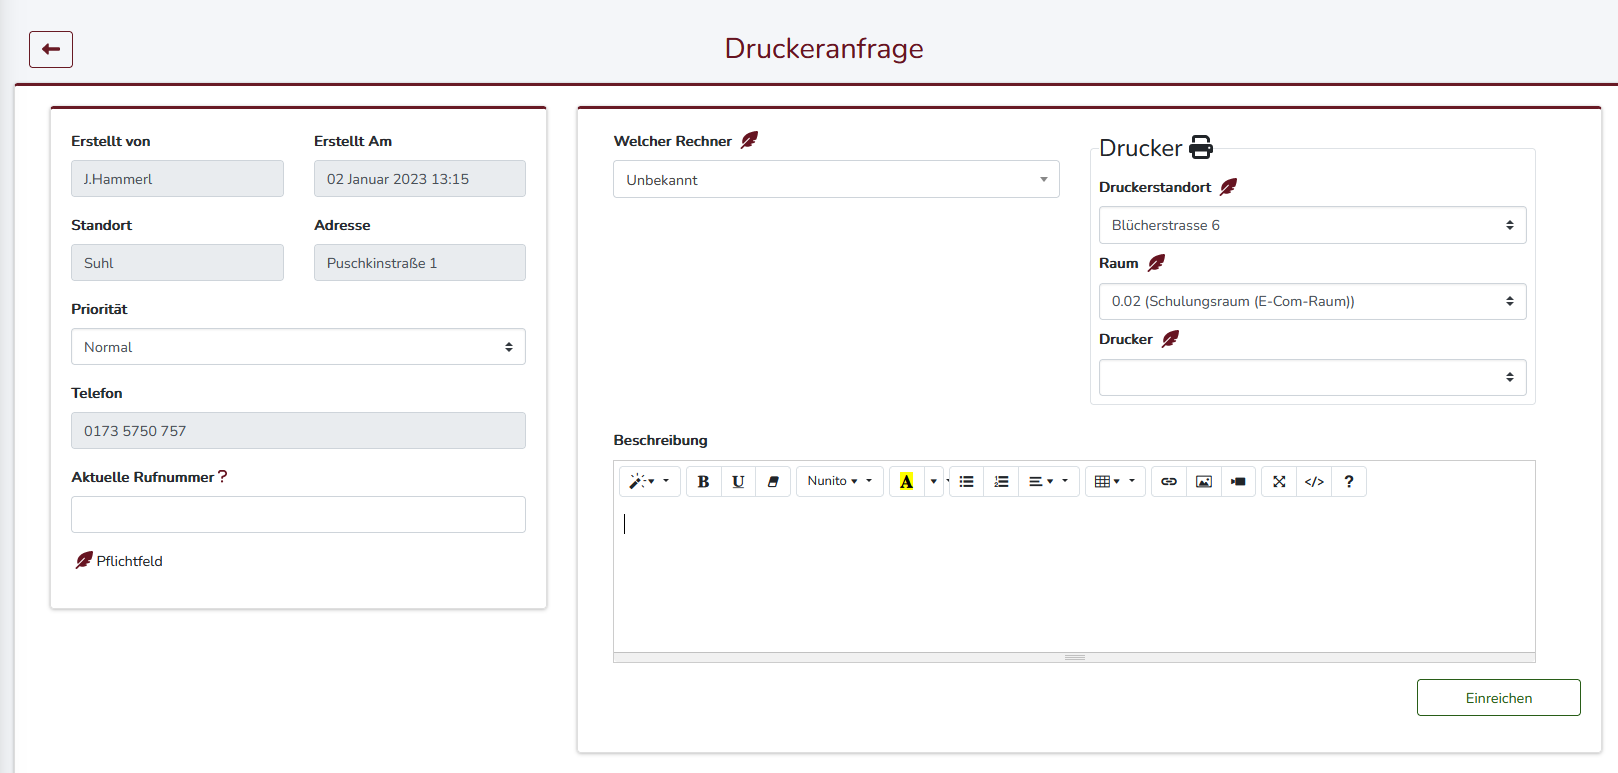 Druckeranfrage
Erstellt von
Erstellt Am
J.Hammerl
02 Januar 2023 13:15
Standort
Adresse
Suhl
Puschkinstraße 1
Priorität
Normal
Telefon
0173 5750 757
Aktuelle Rufnummer ?
Pflichtfeld
Welcher Rechner
Unbekannt
Drucker
Druckerstandort
Blücherstrasse 6
Raum
0.02 (Schulungsraum (E-Com-Raum))
Drucker
Beschreibung
B U Nunito A </> ?
Einreichen